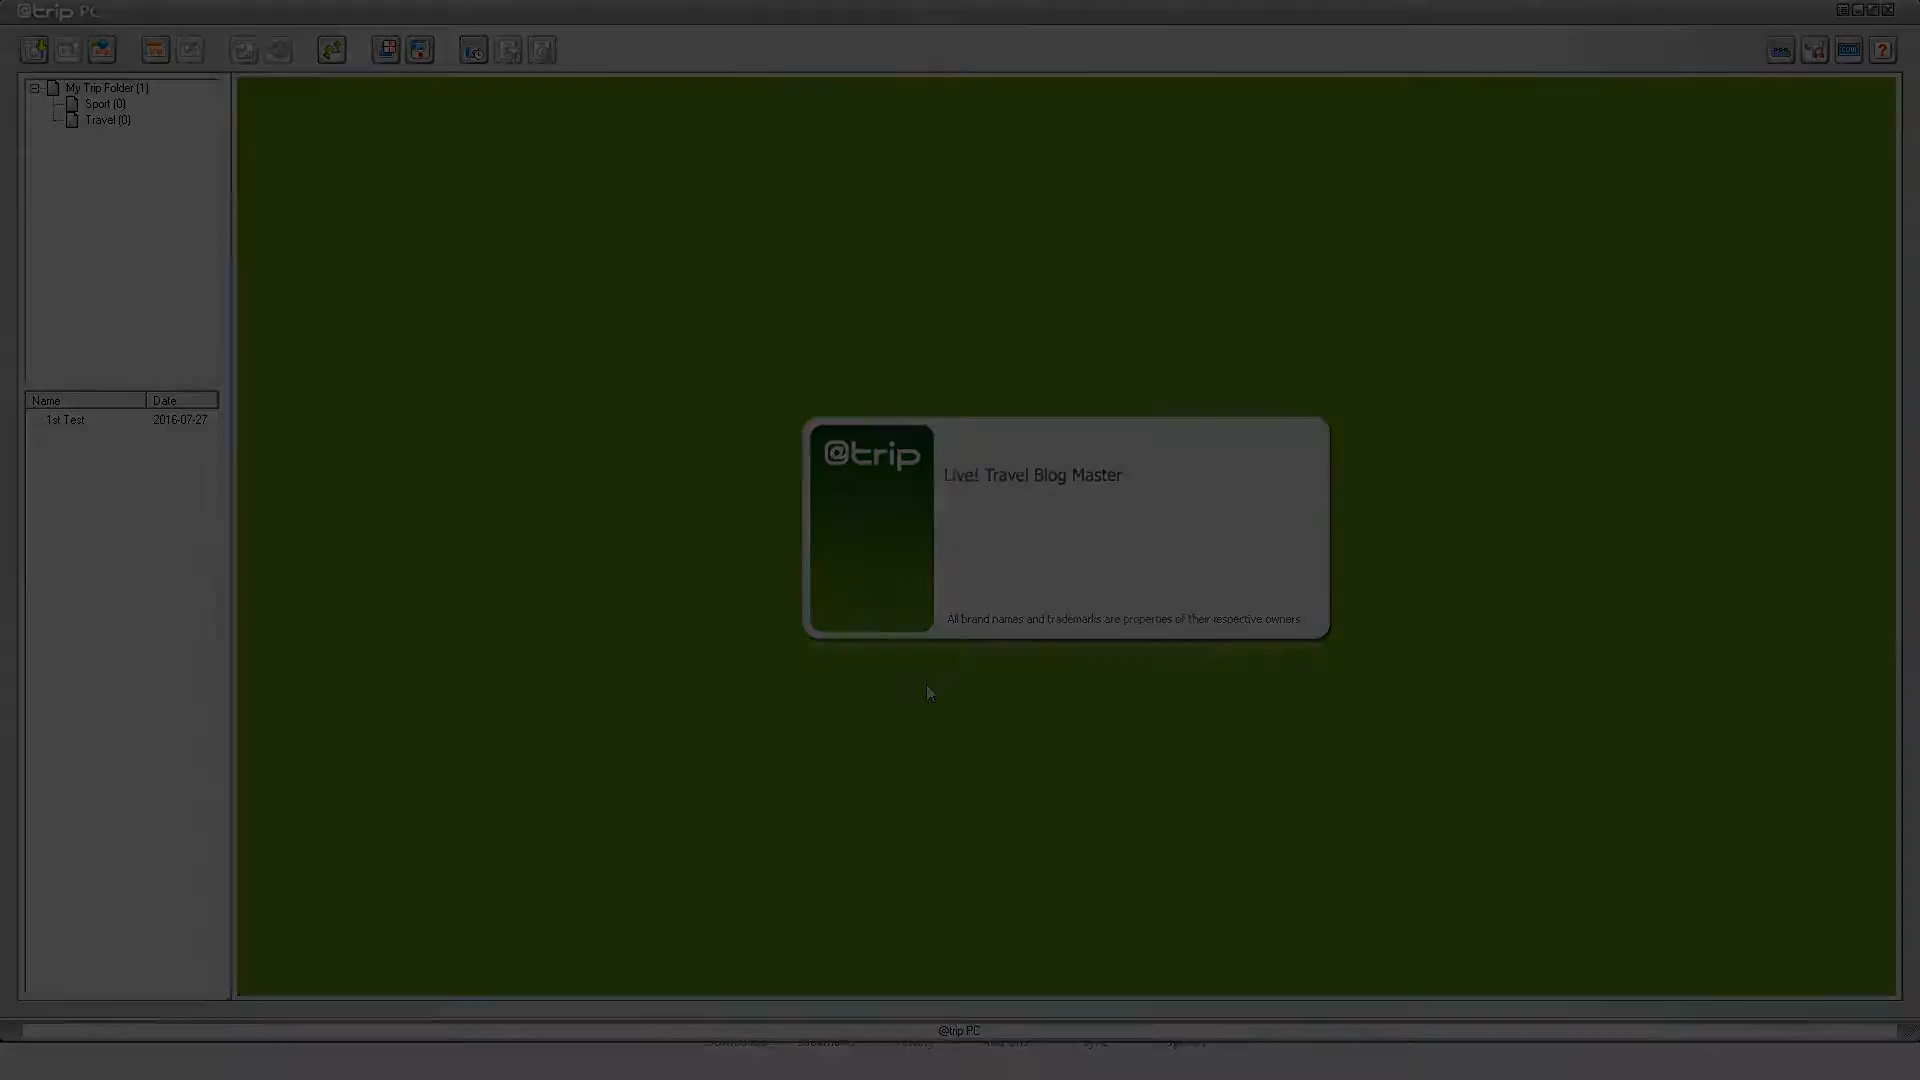 @trip PC
My Trip Folder (1)
Sport (0)
Travel (0)
Name Date
1st Test 2016-07-27
@trip
Live! Travel Blog Master
All brand names and trademarks are properties of their respective owners
@trip PC